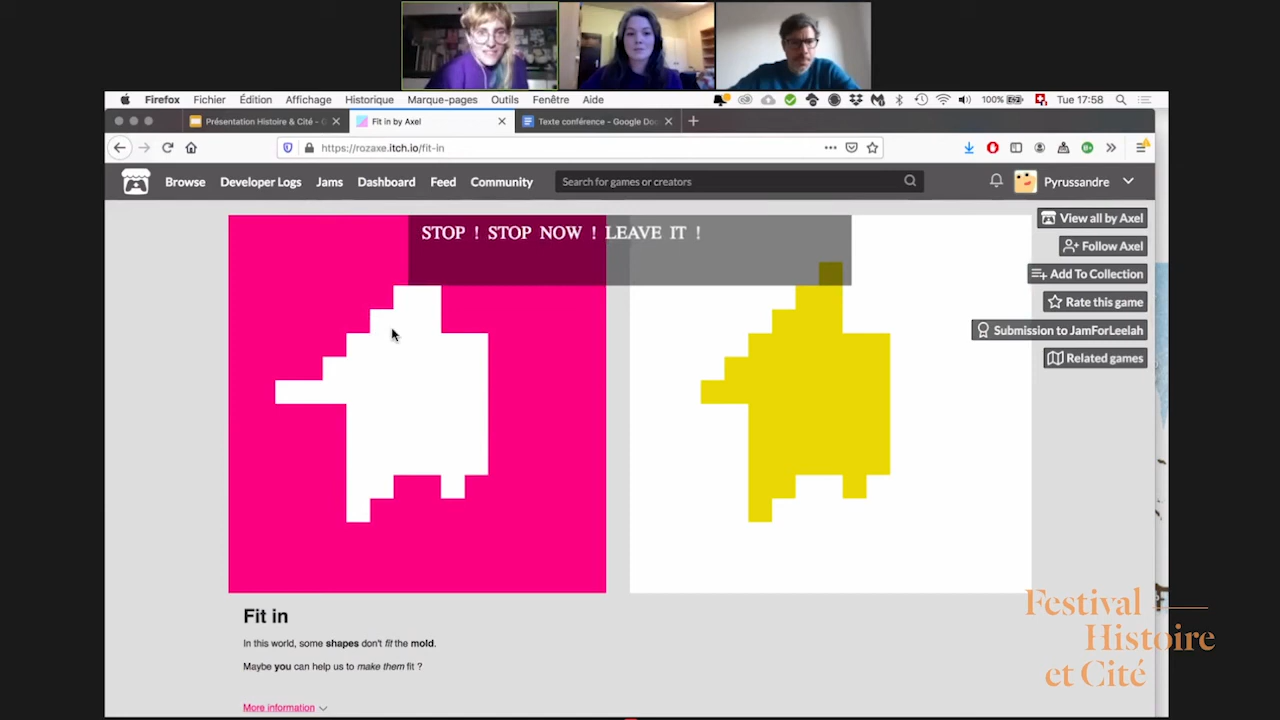 Firefox Fichier Édition Affichage Historique Marque-pages Outils Fenêtre Aide 100% Tue 17:58
Présentation Histoire & Cité - Fit in by Axel Texte conférence - Google Doc
https://rozaxe.itch.io/fit-in
Browse Developer Logs Jams Dashboard Feed Community Search for games or creators Pyrussandre
View all by Axel
STOP ! STOP NOW ! LEAVE IT !
Follow Axel
Add To Collection
Rate this game
Submission to JamForLeelah
Related games
Fit in
In this world, some shapes don't fit the mold.
Maybe you can help us to make them fit ?
More information
Festival
Histoire
et Cité